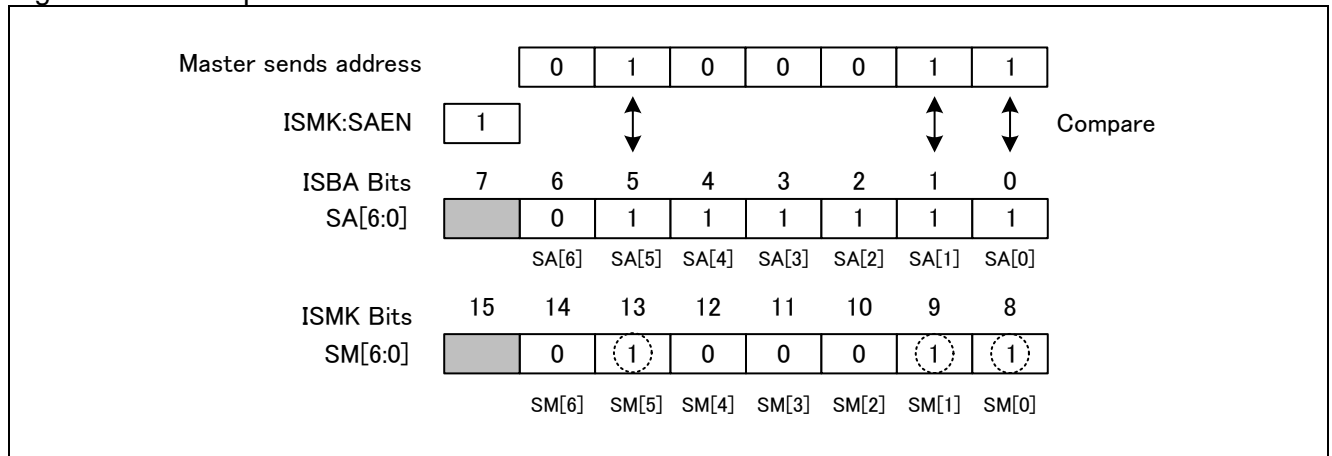 Master sends address 0 1 0 0 0 1 1
ISMK:SAEN 1 Compare
ISBA Bits 7 6 5 4 3 2 1 0
SA[6:0] 0 1 1 1 1 1 1
SA[6] SA[5] SA[4] SA[3] SA[2] SA[1] SA[0]
ISMK Bits 15 14 13 12 11 10 9 8
SM[6:0] 0 1 0 0 0 1 1
SM[6] SM[5] SM[4] SM[3] SM[2] SM[1] SM[0]